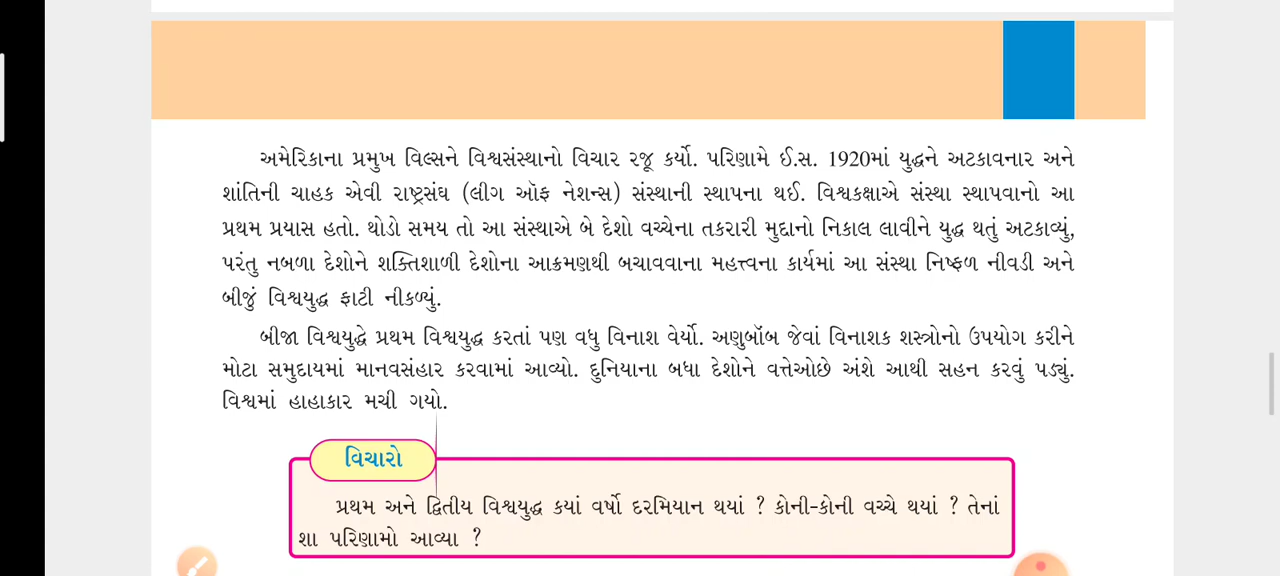 અમેરિકાના પ્રમુખ વિલ્સને વિશ્વસંસ્થાનો વિચાર રજૂ કર્યો. પરિણામે ઈ.સ. 1920માં યુદ્ધને અટકાવનાર અને
શાંતિની ચાહક એવી રાષ્ટ્રસંઘ (લીગ ઑફ નેશન્સ) સંસ્થાની સ્થાપના થઈ. વિશ્વકક્ષાએ સંસ્થા સ્થાપવાનો આ
પ્રથમ પ્રયાસ હતો. થોડો સમય તો આ સંસ્થાએ બે દેશો વચ્ચેના તકરારી મુદ્દાનો નિકાલ લાવીને યુદ્ધ થતું અટકાવ્યું,
પરંતુ નબળા દેશોને શક્તિશાળી દેશોના આક્રમણથી બચાવવાના મહત્ત્વના કાર્યમાં આ સંસ્થા નિષ્ફળ નીવડી અને
બીજું વિશ્વયુદ્ધ ફાટી નીકળ્યું.
બીજા વિશ્વયુદ્ધે પ્રથમ વિશ્વયુદ્ધ કરતાં પણ વધુ વિનાશ વેર્યો. અણુબૉંબ જેવાં વિનાશક શસ્ત્રોનો ઉપયોગ કરીને
મોટા સમુદાયમાં માનવસંહાર કરવામાં આવ્યો. દુનિયાના બધા દેશોને વત્તેઓછે અંશે આથી સહન કરવું પડ્યું.
વિશ્વમાં હાહાકાર મચી ગયો.
વિચારો
પ્રથમ અને દ્વિતીય વિશ્વયુદ્ધ કયાં વર્ષો દરમિયાન થયાં ? કોની-કોની વચ્ચે થયાં ? તેનાં
શા પરિણામો આવ્યા ?